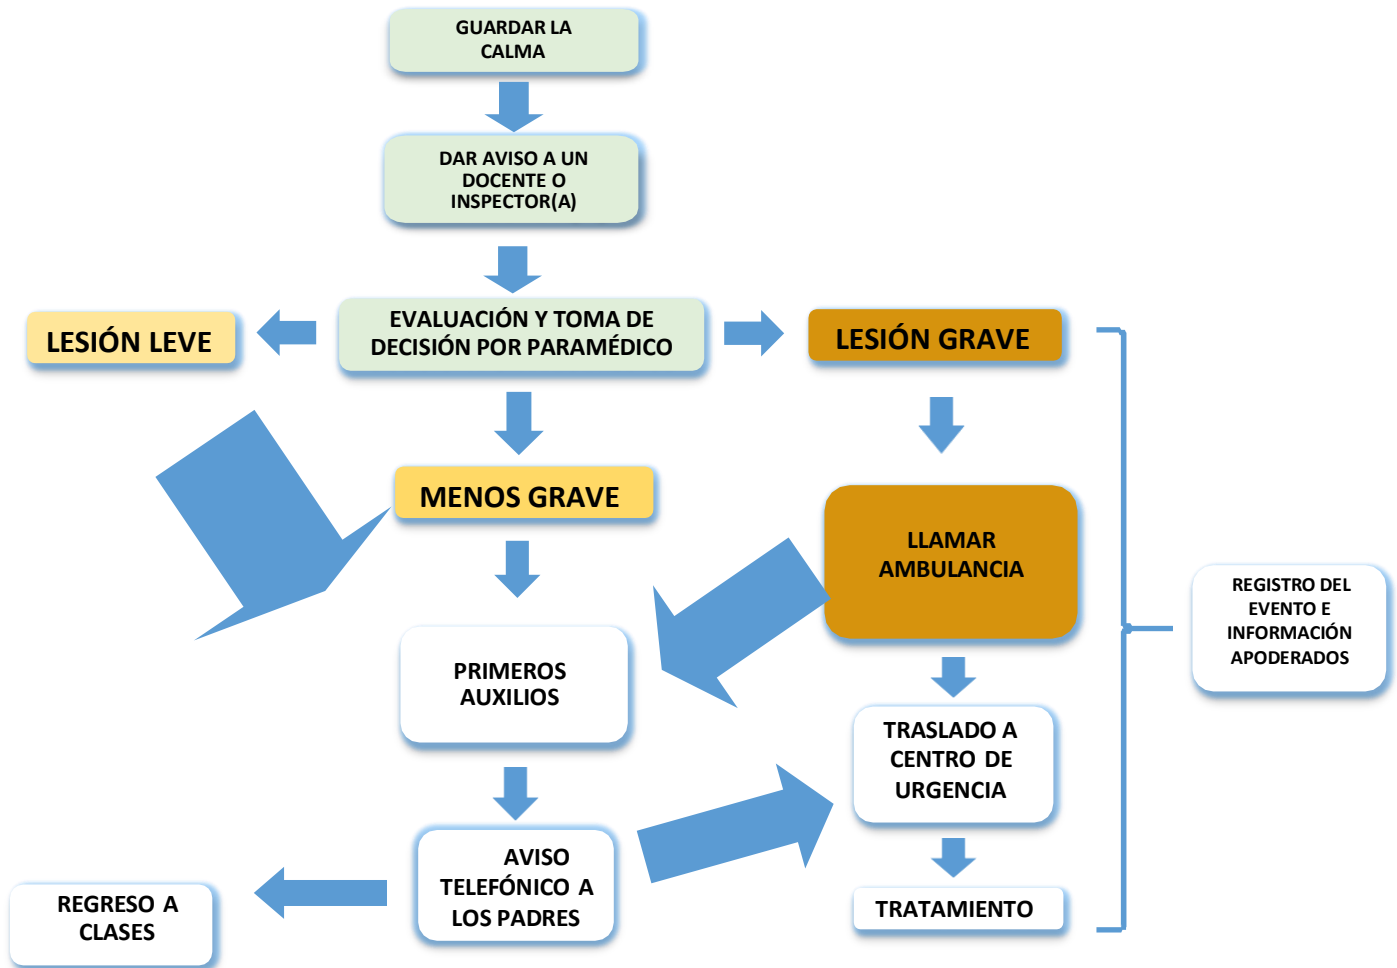 GUARDAR LA
CALMA
DAR AVISO A UN
DOCENTE O
INSPECTOR(A)
LESIÓN LEVE
EVALUACIÓN Y TOMA DE
DECISIÓN POR PARAMÉDICO
LESIÓN GRAVE
MENOS GRAVE
LLAMAR
AMBULANCIA
REGISTRO DEL
EVENTO E
INFORMACIÓN
APODERADOS
PRIMEROS
AUXILIOS
TRASLADO A
CENTRO DE
URGENCIA
AVISO
TELEFÓNICO A
LOS PADRES
REGRESO A
CLASES
TRATAMIENTO